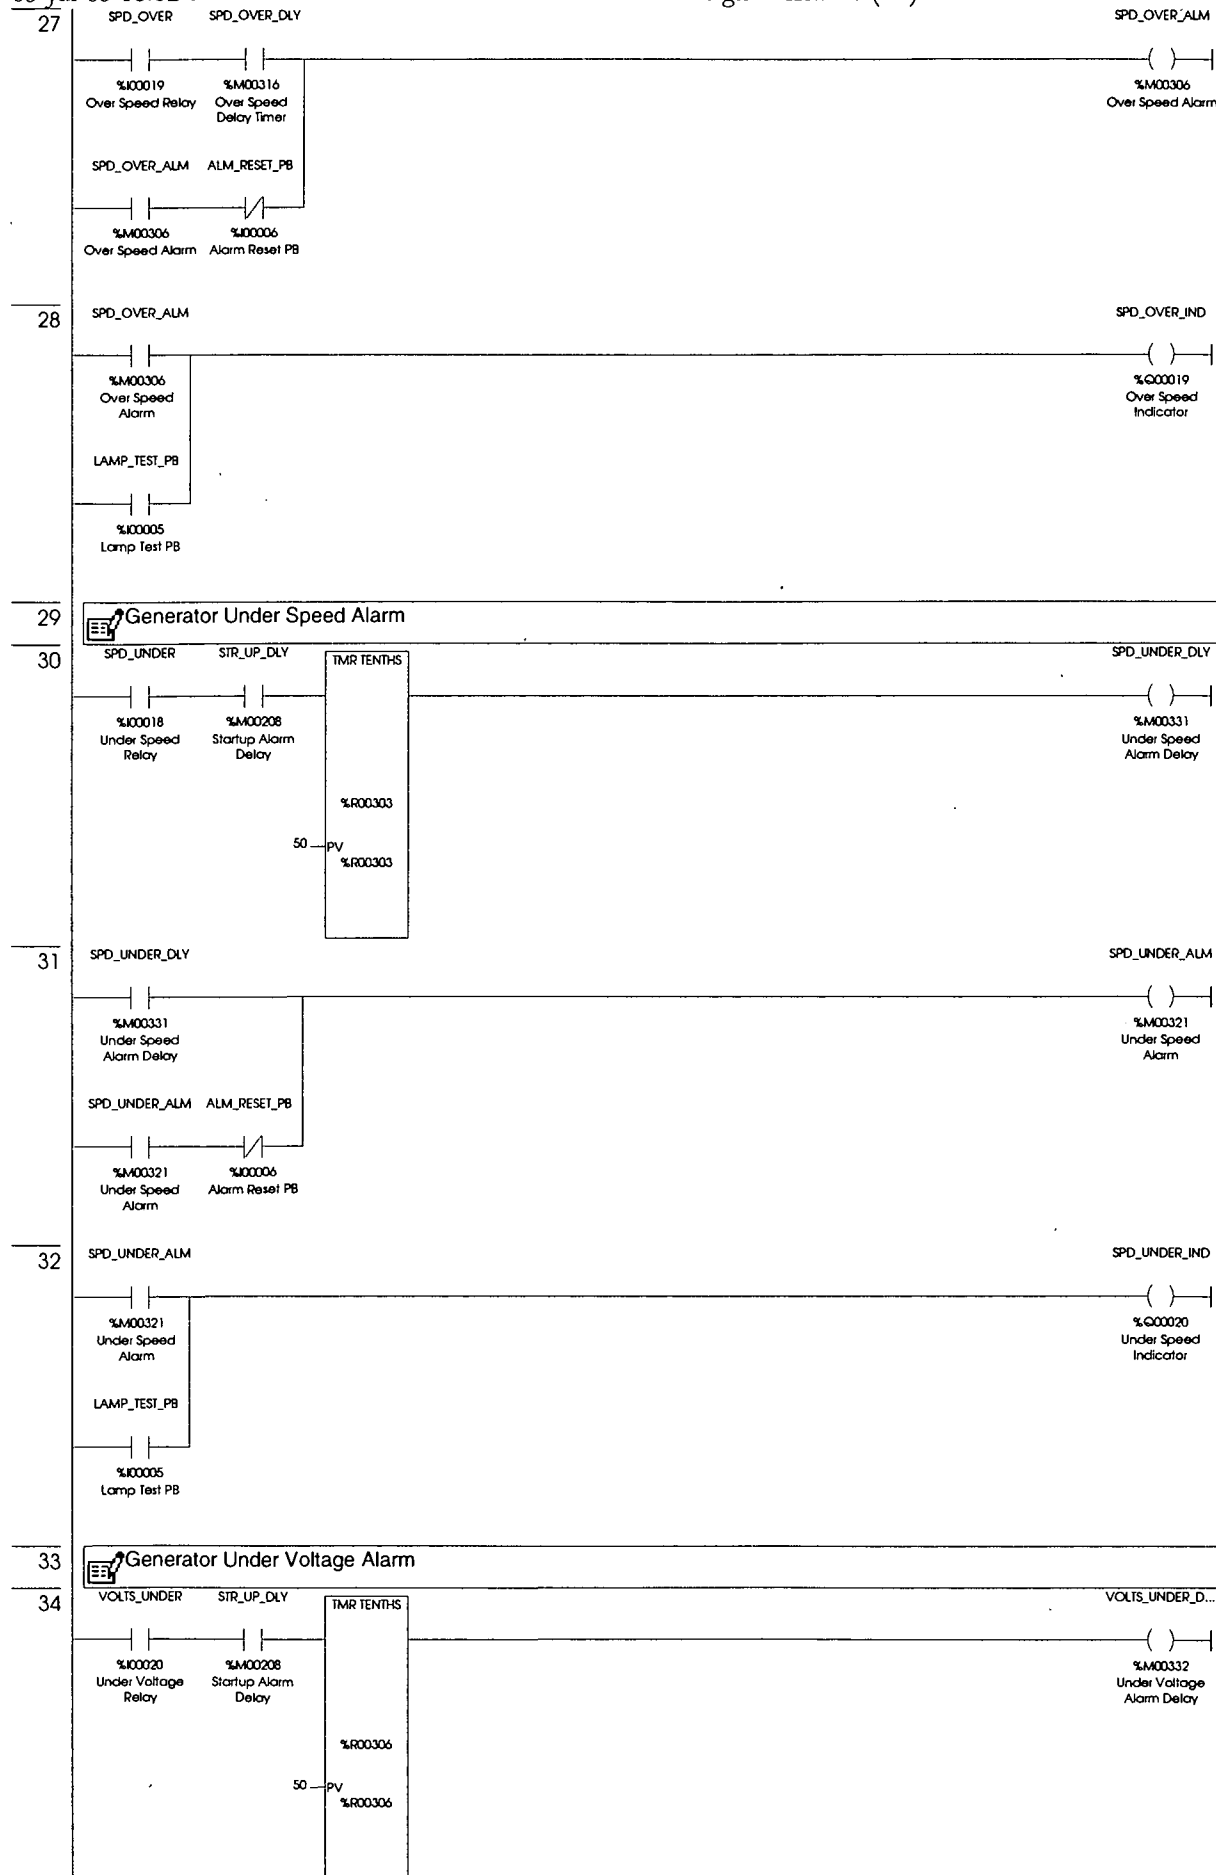 27
SPD_OVER SPD_OVER_DLY SPD_OVER_ALM
%I00019 %M00316 %M00306
Over Speed Relay Over Speed Over Speed Alarm
Delay Timer
SPD_OVER_ALM ALM_RESET_PB
%M00306 %I00006
Over Speed Alarm Alarm Reset PB
28
SPD_OVER_ALM SPD_OVER_IND
%M00306 %Q00019
Over Speed Over Speed
Alarm Indicator
LAMP_TEST_PB
%I00005
Lamp Test PB
29 Generator Under Speed Alarm
30
SPD_UNDER STR_UP_DLY TMR TENTHS SPD_UNDER_DLY
%I00018 %M00208 %M00331
Under Speed Startup Alarm Under Speed
Relay Delay Alarm Delay
%R00303
50 PV
%R00303
31
SPD_UNDER_DLY SPD_UNDER_ALM
%M00331 %M00321
Under Speed Under Speed
Alarm Delay Alarm
SPD_UNDER_ALM ALM_RESET_PB
%M00321 %I00006
Under Speed Alarm Reset PB
Alarm
32
SPD_UNDER_ALM SPD_UNDER_IND
%M00321 %Q00020
Under Speed Under Speed
Alarm Indicator
LAMP_TEST_PB
%I00005
Lamp Test PB
33 Generator Under Voltage Alarm
34
VOLTS_UNDER STR_UP_DLY TMR TENTHS VOLTS_UNDER_D...
%I00020 %M00208 %M00332
Under Voltage Startup Alarm Under Voltage
Relay Delay Alarm Delay
%R00306
50 PV
%R00306